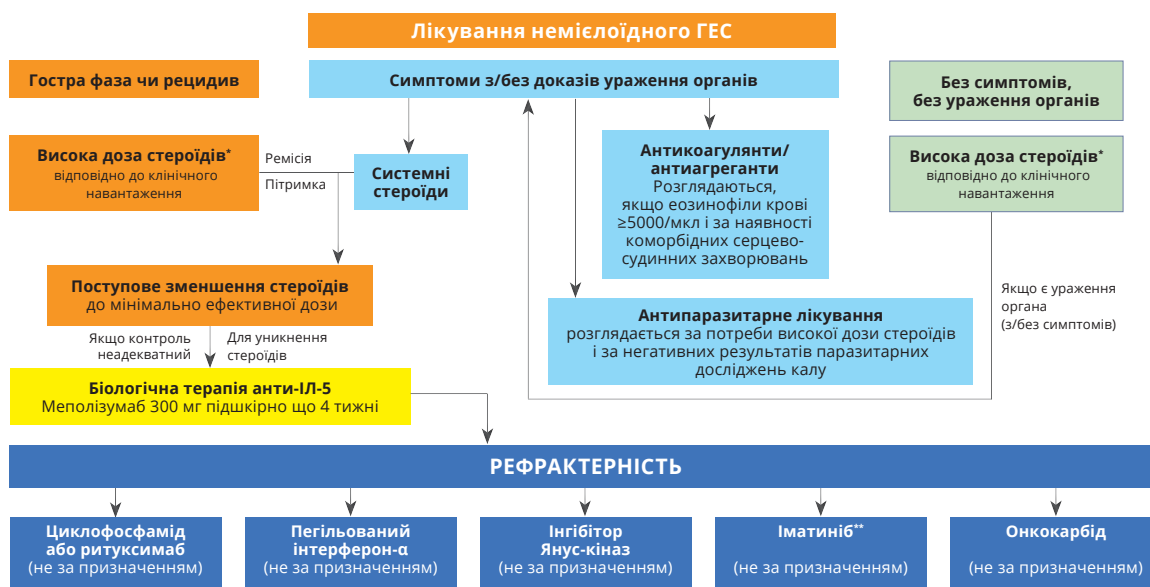 Лікування немієлоїдного ГЕС
Гостра фаза чи рецидив
Симптоми з/без доказів ураження органів
Без симптомів,
без ураження органів
Висока доза стероїдів*
відповідно до клінічного
навантаження
Ремісія
Пітримка
Системні
стероїди
Антикоагулянти/
антиагреганти
Розглядаються,
якщо еозинофіли крові
≥5000/мкл і за наявності
коморбідних серцево-
судинних захворювань
Висока доза стероїдів*
відповідно до клінічного
навантаження
Поступове зменшення стероїдів
до мінімально ефективної дози
Якщо є ураження
органа
(з/без симптомів)
Антипаразитарне лікування
розглядається за потреби високої дози стероїдів
і за негативних результатів паразитарних
досліджень калу
Якщо контроль
неадекватний
Для уникнення
стероїдів
Біологічна терапія анти-ІЛ-5
Меполізумаб 300 мг підшкірно що 4 тижні
РЕФРАКТЕРНІСТЬ
Циклофосфамід
або ритуксимаб
(не за призначенням)
Пегільований
інтерферон-α
(не за призначенням)
Інгібітор
Янус-кіназ
(не за призначенням)
Іматиніб**
(не за призначенням)
Онкокарбід
(не за призначенням)